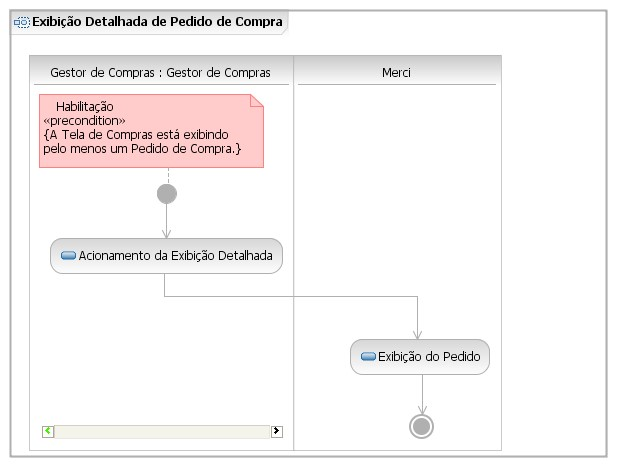 Exibição Detalhada de Pedido de Compra
Gestor de Compras : Gestor de Compras
Merci
Habilitação
«precondition»
{A Tela de Compras está exibindo
pelo menos um Pedido de Compra.}
Acionamento da Exibição Detalhada
Exibição do Pedido